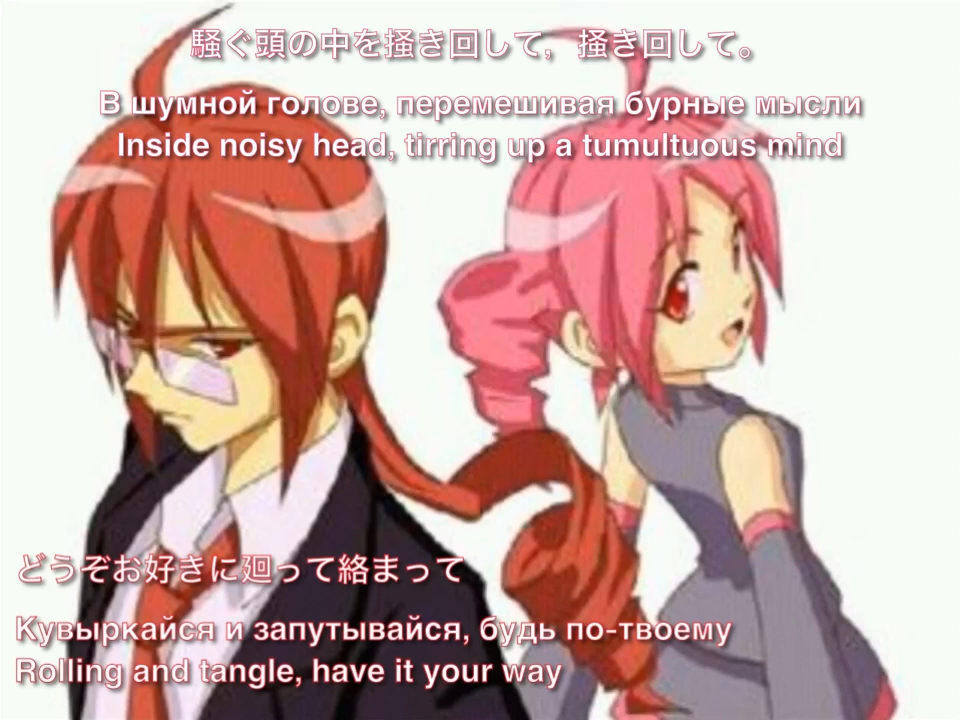 騒ぐ頭の中を掻き回して，掻き回して。
В шумной голове, перемешивая бурные мысли
Inside noisy head, tirring up a tumultuous mind
どうぞお好きに廻って絡まって
Кувыркайся и запутывайся, будь по-твоему
Rolling and tangle, have it your way